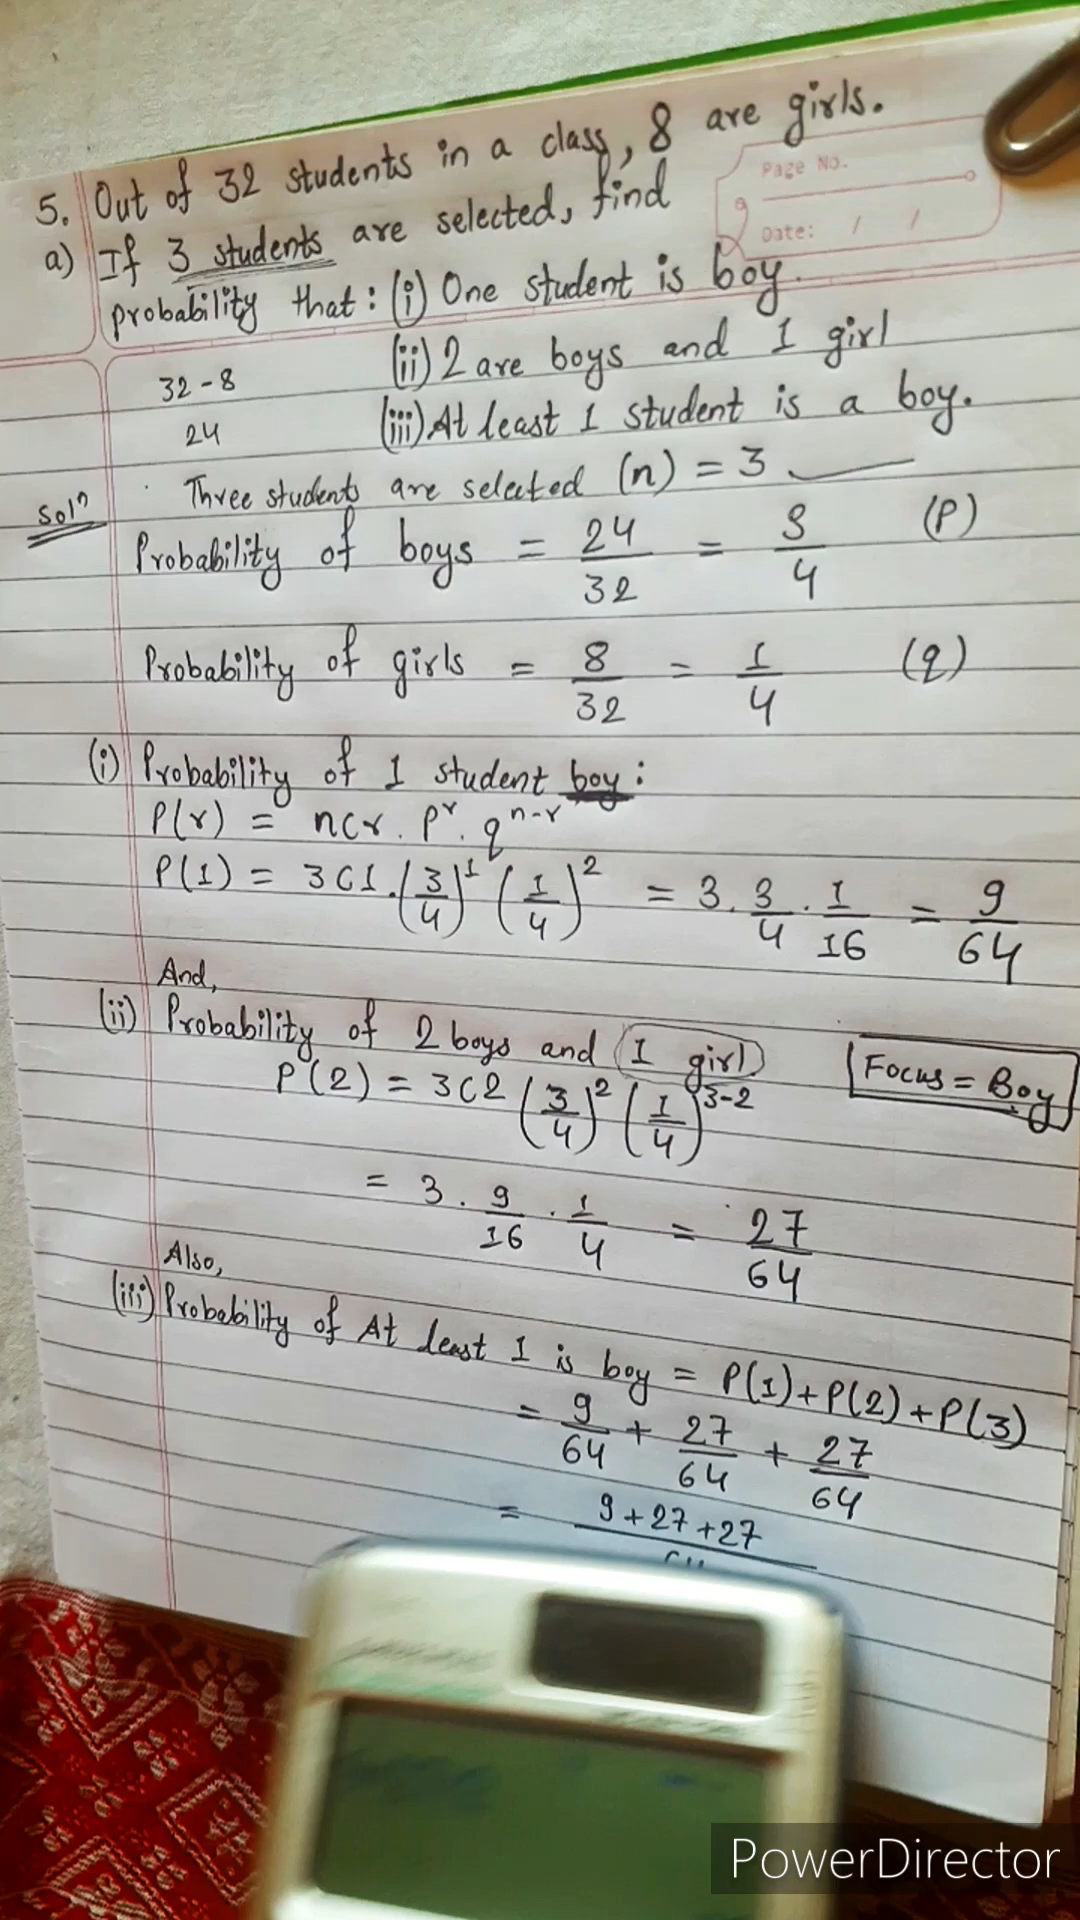 5. Out of 32 students in a class, 8 are girls.
Page No.
Date: / /
a) If 3 students are selected, find
probability that : (i) One student is boy.
(ii) 2 are boys and 1 girl
32-8
24
(iii) At least 1 student is a boy.
Solⁿ
Three students are selected (n) = 3
Probability of boys = 24/32 = 3/4 (P)
Probability of girls = 8/32 = 1/4 (q)
(i) Probability of 1 student boy :
P(r) = ncr. p^r. q^n-r
P(1) = 3C1. (3/4)^1 (1/4)^2 = 3. 3/4 . 1/16 = 9/64
And,
(ii) Probability of 2 boys and 1 girl
Focus = Boy
P(2) = 3C2 (3/4)^2 (1/4)^3-2
= 3. 9/16 . 1/4 = 27/64
Also,
(iii) Probability of At least 1 is boy = P(1)+P(2)+P(3)
= 9/64 + 27/64 + 27/64
= 9+27+27
PowerDirector